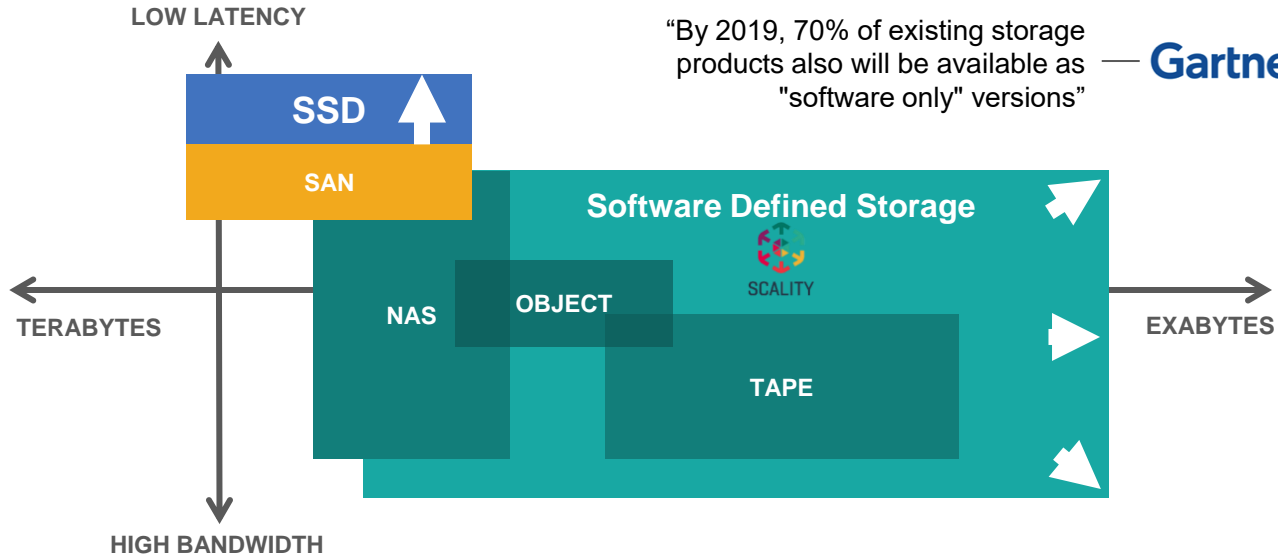 LOW LATENCY
“By 2019, 70% of existing storage
products also will be available as
"software only" versions”
Gartne
SSD
SAN
Software Defined Storage
SCALITY
OBJECT
NAS
TERABYTES
EXABYTES
TAPE
HIGH BANDWIDTH